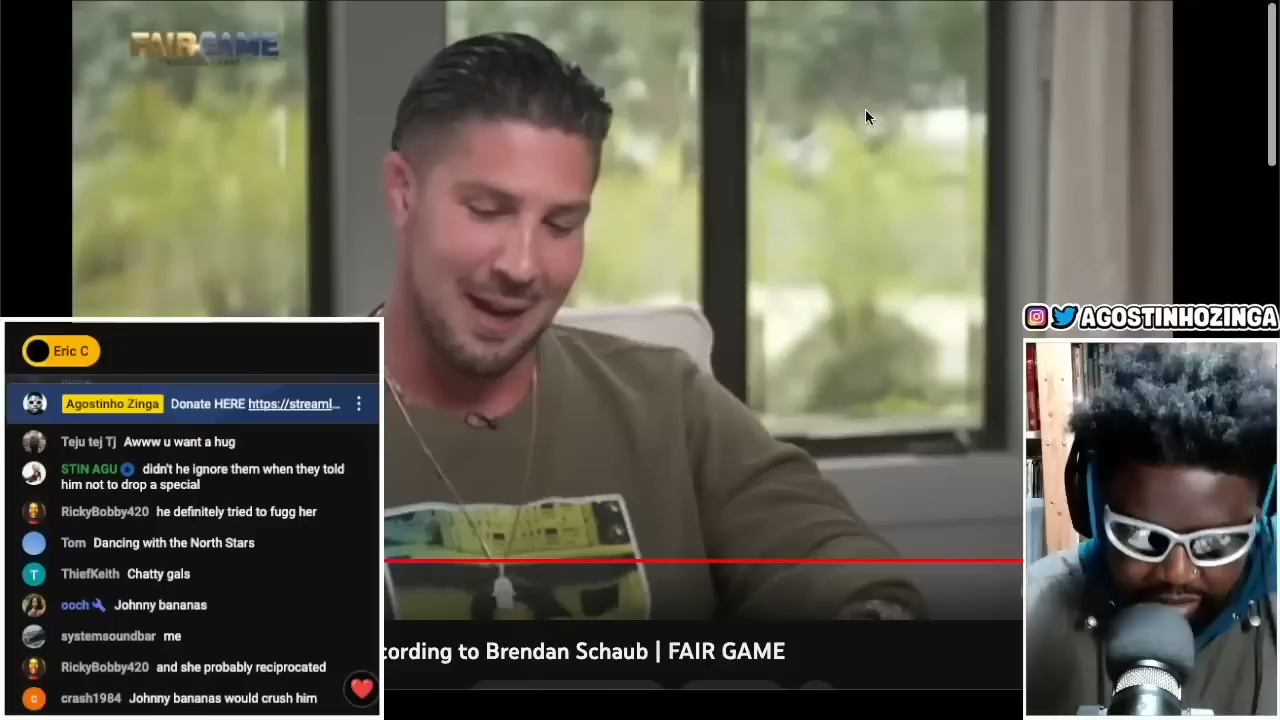 FAIR GAME
AGOSTINHOZINGA
Eric C
Agostinho Zinga Donate HERE https://streaml...
Teju tej Tj Awww u want a hug
STIN AGU didn't he ignore them when they told
him not to drop a special
RickyBobby420 he definitely tried to fugg her
Tom Dancing with the North Stars
T
ThiefKeith Chatty gals
ooch Johnny bananas
systemsoundbar me
RickyBobby420 and she probably reciprocated
c
crash1984 Johnny bananas would crush him
cording to Brendan Schaub | FAIR GAME